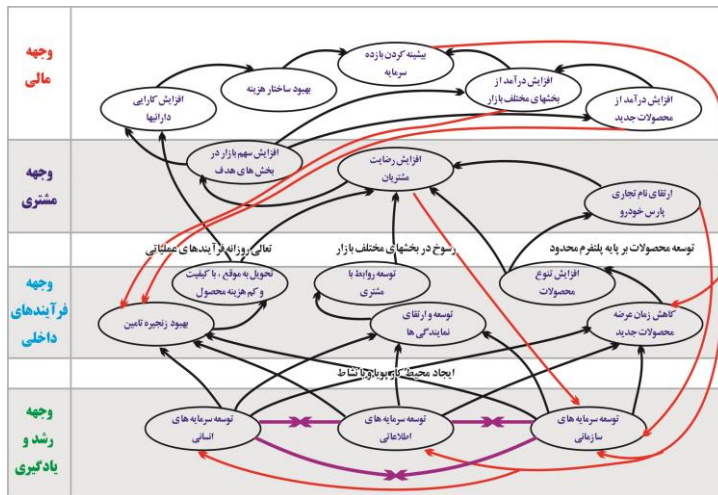 وجهه
مالی
بیشینه کردن بازده
سرمایه
بهبود ساختار هزینه
افزایش درآمد از
بخشهای مختلف بازار
افزایش درآمد از
محصولات جدید
افزایش کارایی
دارائیها
وجهه
مشتری
افزایش سهم بازار در
بخش های هدف
افزایش رضایت
مشتریان
ارتقای نام تجاری
پارس خودرو
توسعه محصولات بر پایه پلتفرم محدود
رسوخ در بخشهای مختلف بازار
تعالی روزانه فرآیندهای عملیاتی
وجهه
فرآیندهای
داخلی
افزایش تنوع
محصولات
توسعه روابط با
مشتری
تحویل به موقع ، با کیفیت
و کم هزینه محصول
کاهش زمان عرضه
محصولات جدید
توسعه و ارتقای
نمایندگی ها
بهبود زنجیره تامین
ایجاد محیط کار پویا و با نشاط
وجهه
رشد و
یادگیری
توسعه سرمایه های
سازمانی
توسعه سرمایه های
اطلاعاتی
توسعه سرمایه های
انسانی